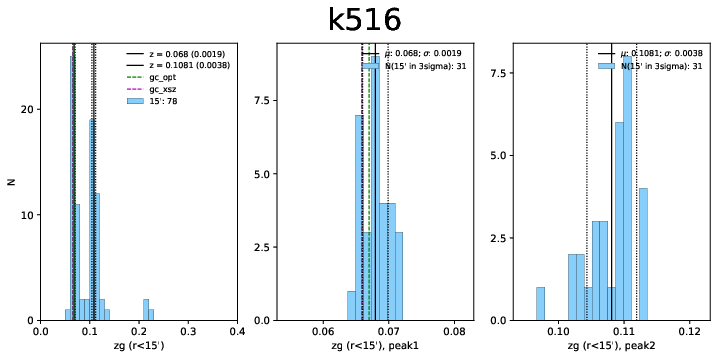 k516
z = 0.068 (0.0019)
z = 0.1081 (0.0038)
gc_opt
gc_xsz
15': 78
N
20
10
0
0.0 0.1 0.2 0.3 0.4
zg (r<15')
μ: 0.068; σ: 0.0019
N(15' in 3sigma): 31
7.5
5.0
2.5
0.0
0.06 0.07 0.08
zg (r<15'), peak1
μ: 0.1081; σ: 0.0038
N(15' in 3sigma): 31
7.5
5.0
2.5
0.0
0.10 0.11 0.12
zg (r<15'), peak2